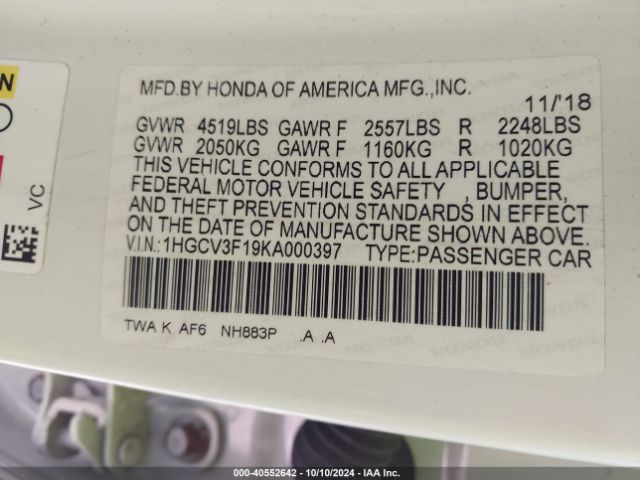 N
VC
MFD.BY HONDA OF AMERICA MFG.,INC.
11/'18
GVWR 4519LBS GAWR F 2557LBS R 2248LBS
GVWR 2050KG GAWR F 1160KG R 1020KG
THIS VEHICLE CONFORMS TO ALL APPLICABLE
FEDERAL MOTOR VEHICLE SAFETY , BUMPER,
AND THEFT PREVENTION STANDARDS IN EFFECT
ON THE DATE OF MANUFACTURE SHOWN ABOVE.
V.I.N.:1HGCV3F19KA000397 TYPE:PASSENGER CAR
TWA K AF6 NH883P .A .A
000-40552642 - 10/10/2024 - IAA Inc.